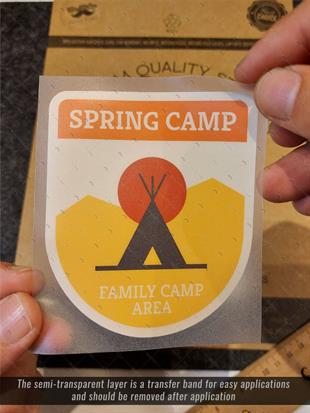 QUALITY
SPRING CAMP
FAMILY CAMP
AREA
The semi-transparent layer is a transfer band for easy applications
and should be removed after application